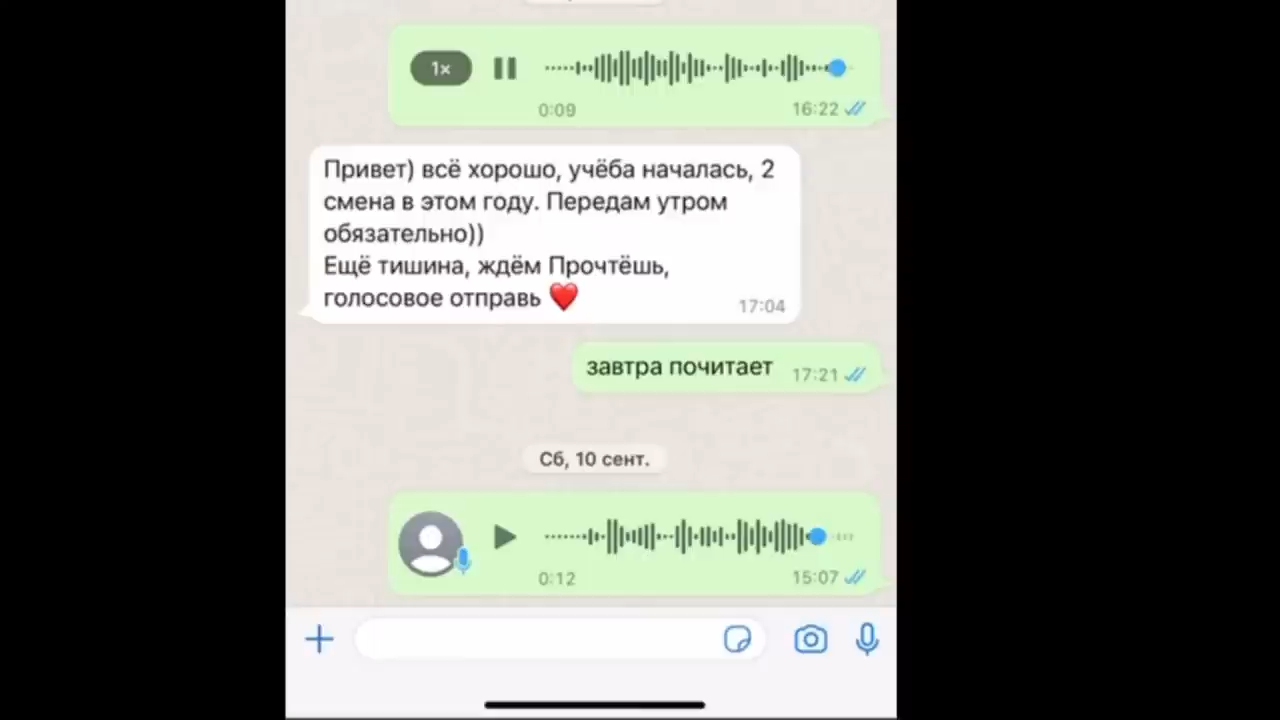 1×
0:09 16:22
Привет) всё хорошо, учёба началась, 2
смена в этом году. Передам утром
обязательно))
Ещё тишина, ждём Прочтёшь,
голосовое отправь ❤️
17:04
завтра почитает 17:21
Сб, 10 сент.
0:12 15:07